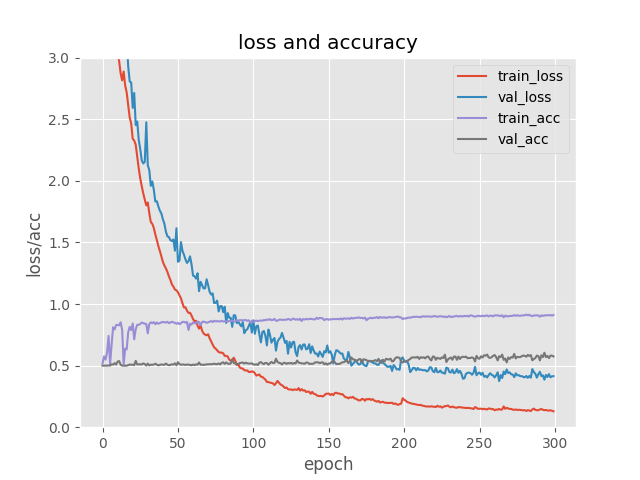 loss and accuracy
3.0
2.5
2.0
1.5
1.0
0.5
0.0
loss/acc
train_loss
val_loss
train_acc
val_acc
0 50 100 150 200 250 300
epoch